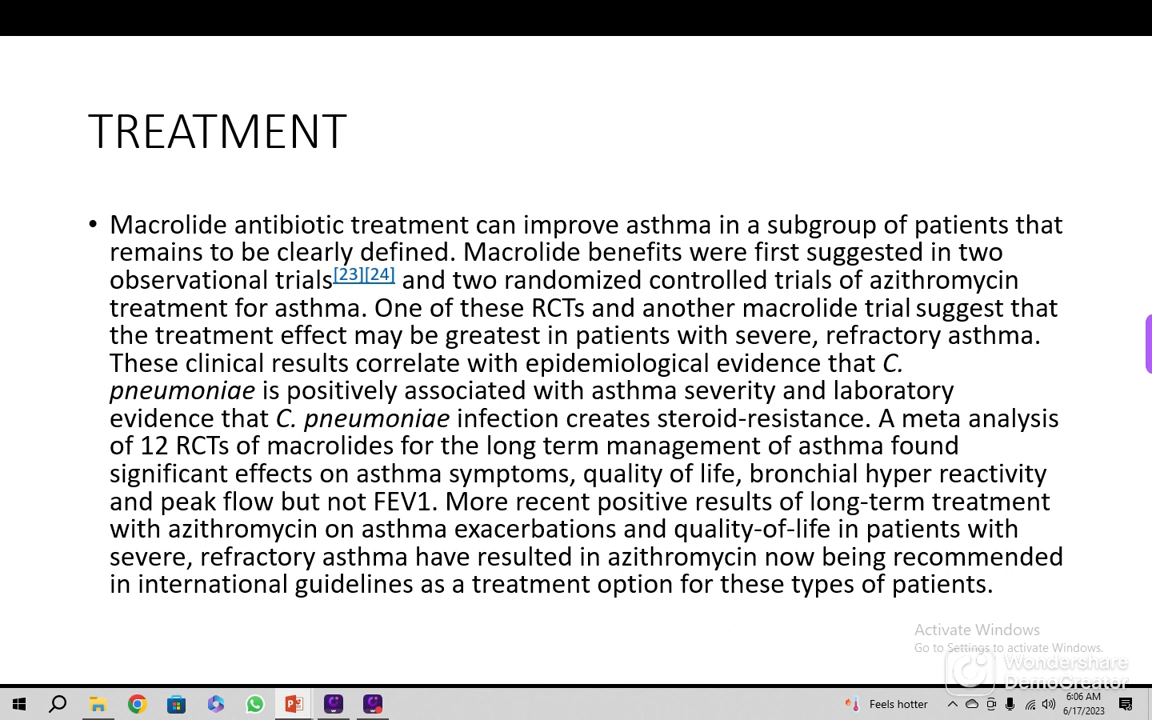 TREATMENT
• Macrolide antibiotic treatment can improve asthma in a subgroup of patients that
remains to be clearly defined. Macrolide benefits were first suggested in two
observational trials[23][24] and two randomized controlled trials of azithromycin
treatment for asthma. One of these RCTs and another macrolide trial suggest that
the treatment effect may be greatest in patients with severe, refractory asthma.
These clinical results correlate with epidemiological evidence that C.
pneumoniae is positively associated with asthma severity and laboratory
evidence that C. pneumoniae infection creates steroid-resistance. A meta analysis
of 12 RCTs of macrolides for the long term management of asthma found
significant effects on asthma symptoms, quality of life, bronchial hyper reactivity
and peak flow but not FEV1. More recent positive results of long-term treatment
with azithromycin on asthma exacerbations and quality-of-life in patients with
severe, refractory asthma have resulted in azithromycin now being recommended
in international guidelines as a treatment option for these types of patients.
Activate Windows
Go to Settings to activate Windows.
Wondershare
DemoCreator
Feels hotter
6:06 AM
6/17/2023